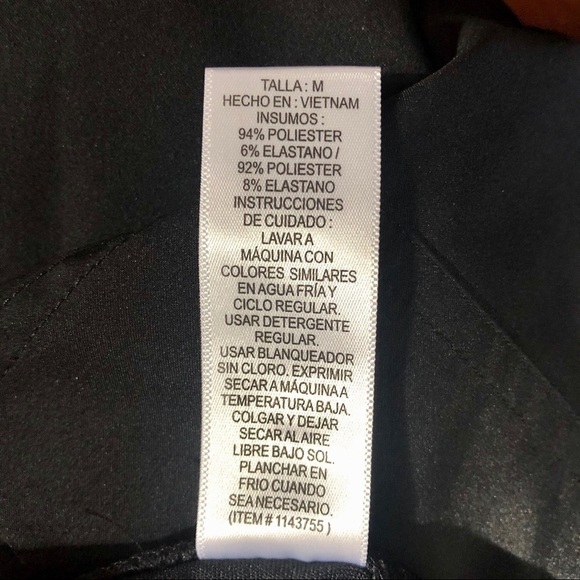 TALLA : M
HECHO EN : VIETNAM
INSUMOS :
94% POLIESTER
6% ELASTANO /
92% POLIESTER
8% ELASTANO
INSTRUCCIONES
DE CUIDADO :
LAVAR A
MÁQUINA CON
COLORES SIMILARES
EN AGUA FRÍA Y
CICLO REGULAR.
USAR DETERGENTE
REGULAR.
USAR BLANQUEADOR
SIN CLORO. EXPRIMIR
SECAR A MÁQUINA A
TEMPERATURA BAJA.
COLGAR Y DEJAR
SECAR AL AIRE
LIBRE BAJO SOL.
PLANCHAR EN
FRIO CUANDO
SEA NECESARIO.
(ITEM # 1143755 )